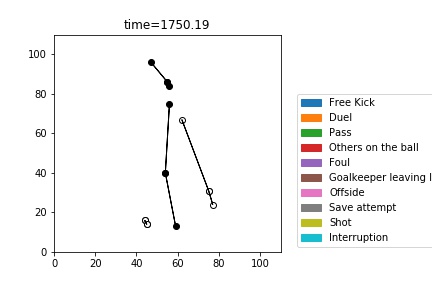 time=1750.19
100
80
60
40
20
0
0 20 40 60 80 100
Free Kick
Duel
Pass
Others on the ball
Foul
Goalkeeper leaving l
Offside
Save attempt
Shot
Interruption